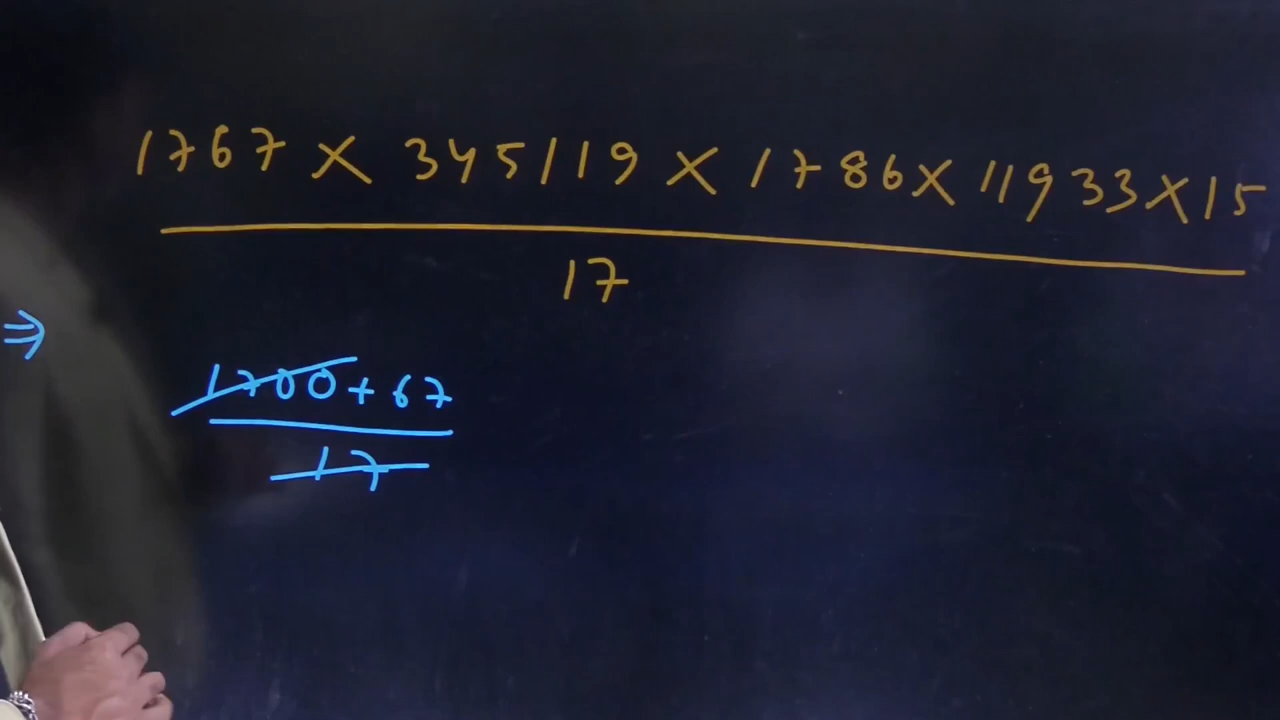 1767 × 345119 × 1786 × 11933 × 15
17
⇒
1700 + 67
17